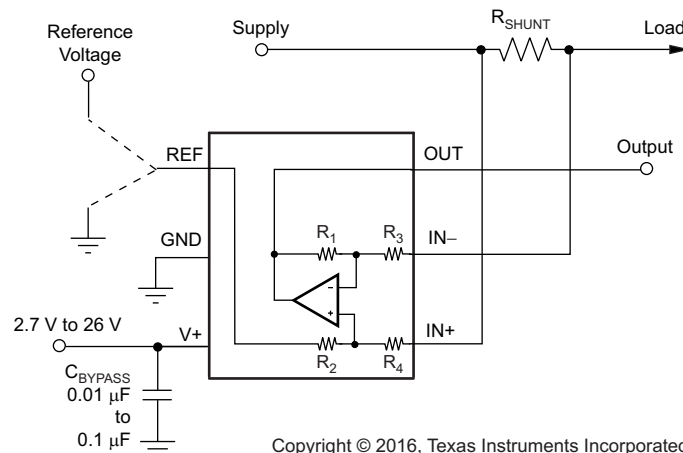 Reference
Voltage
Supply
RSHUNT
Load
REF
OUT
Output
GND
R1
R3
IN−
2.7 V to 26 V
V+
−
+
R2
R4
IN+
CBYPASS
0.01 μF
to
0.1 μF
Copyright © 2016, Texas Instruments Incorporated